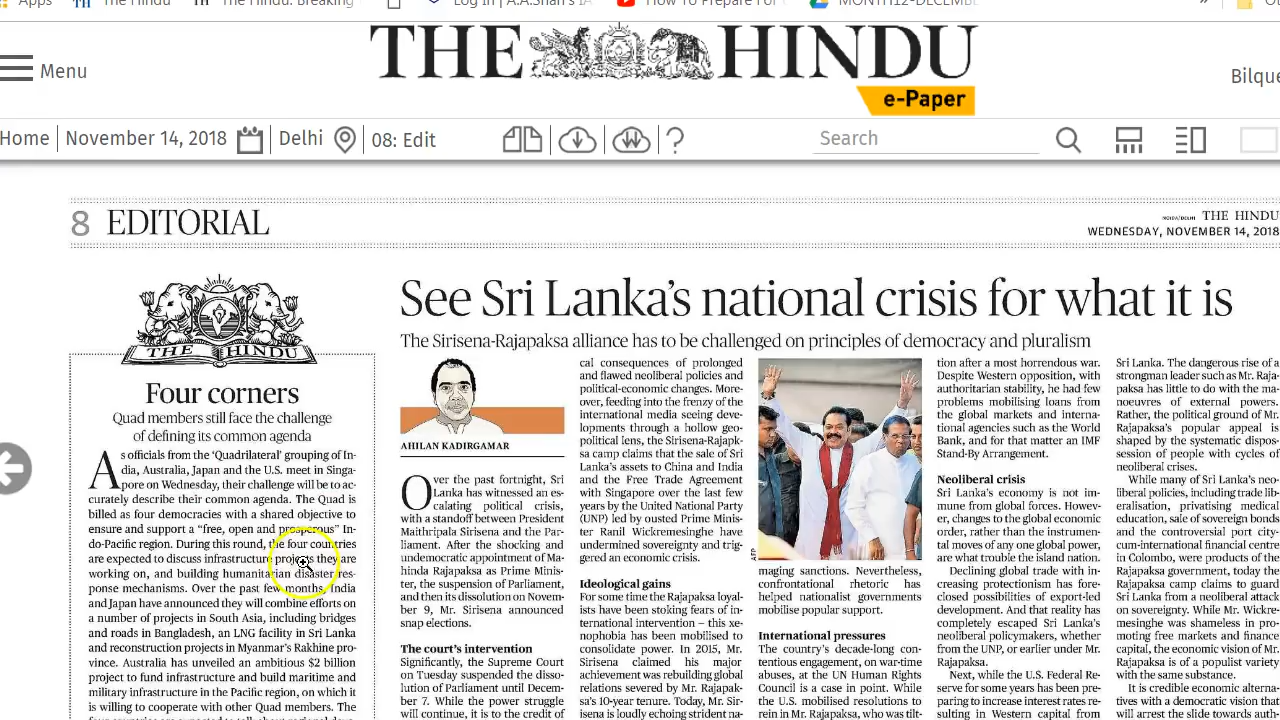 Apps
The Hindu
The Hindu: Breaking
Log In | A.A.Shah's IA
How To Prepare For
MONTH12-DECEMB
THE HINDU
e-Paper
Menu
Bilque
Home
November 14, 2018
Delhi
08: Edit
?
Search
8 EDITORIAL
NOIDA/DELHI THE HINDU
WEDNESDAY, NOVEMBER 14, 2018
THE HINDU
Four corners
Quad members still face the challenge
of defining its common agenda
As officials from the ‘Quadrilateral’ grouping of In-
dia, Australia, Japan and the U.S. meet in Singa-
pore on Wednesday, their challenge will be to ac-
curately describe their common agenda. The Quad is
billed as four democracies with a shared objective to
ensure and support a “free, open and prosperous” In-
do-Pacific region. During this round, the four countries
are expected to discuss infrastructure projects they are
working on, and building humanitarian disaster res-
ponse mechanisms. Over the past few months, India
and Japan have announced they will combine efforts on
a number of projects in South Asia, including bridges
and roads in Bangladesh, an LNG facility in Sri Lanka
and reconstruction projects in Myanmar’s Rakhine pro-
vince. Australia has unveiled an ambitious $2 billion
project to fund infrastructure and build maritime and
military infrastructure in the Pacific region, on which it
is willing to cooperate with other Quad members. The
See Sri Lanka’s national crisis for what it is
The Sirisena-Rajapaksa alliance has to be challenged on principles of democracy and pluralism
AHILAN KADIRGAMAR
Over the past fortnight, Sri
Lanka has witnessed an es-
calating political crisis,
with a standoff between President
Maithripala Sirisena and the Par-
liament. After the shocking and
undemocratic appointment of Ma-
hinda Rajapaksa as Prime Minis-
ter, the suspension of Parliament,
and then its dissolution on Novem-
ber 9, Mr. Sirisena announced
snap elections.
The court’s intervention
Significantly, the Supreme Court
on Tuesday suspended the disso-
lution of Parliament until Decem-
ber 7. While the power struggle
will continue, it is to the credit of
cal consequences of prolonged
and flawed neoliberal policies and
political-economic changes. More-
over, feeding into the frenzy of the
international media seeing deve-
lopments through a hollow geo-
political lens, the Sirisena-Rajapk-
sa camp claims that the sale of Sri
Lanka’s assets to China and India
and the Free Trade Agreement
with Singapore over the last few
years by the United National Party
(UNP) led by ousted Prime Minis-
ter Ranil Wickremesinghe have
undermined sovereignty and trig-
gered an economic crisis.
Ideological gains
For some time the Rajapaksa loyal-
ists have been stoking fears of in-
ternational intervention – this xe-
nophobia has been mobilised to
consolidate power. In 2015, Mr.
Sirisena claimed his major
achievement was rebuilding global
relations severed by Mr. Rajapak-
sa’s 10-year tenure. Today, Mr. Siri-
sena is loudly echoing strident na-
AFP
maging sanctions. Nevertheless,
confrontational rhetoric has
helped nationalist governments
mobilise popular support.
International pressures
The country’s decade-long con-
tentious engagement, on war-time
abuses, at the UN Human Rights
Council is a case in point. While
the U.S. mobilised resolutions to
rein in Mr. Rajapaksa, who was tilt-
tion after a most horrendous war.
Despite Western opposition, with
authoritarian stability, he had few
problems mobilising loans from
the global markets and interna-
tional agencies such as the World
Bank, and for that matter an IMF
Stand-By Arrangement.
Neoliberal crisis
Sri Lanka’s economy is not im-
mune from global forces. Howev-
er, changes to the global economic
order, rather than the instrumen-
tal moves of any one global power,
are what trouble the island nation.
Declining global trade with in-
creasing protectionism has fore-
closed possibilities of export-led
development. And that reality has
completely escaped Sri Lanka’s
neoliberal policymakers, whether
from the UNP, or earlier under Mr.
Rajapaksa.
Next, while the U.S. Federal Re-
serve for some years has been pre-
paring to increase interest rates re-
sulting in Western capital from
Sri Lanka. The dangerous rise of a
strongman leader such as Mr. Raja-
paksa has little to do with the ma-
noeuvres of external powers.
Rather, the political ground of Mr.
Rajapaksa’s popular appeal is
shaped by the systematic dispos-
session of people with cycles of
neoliberal crises.
While many of Sri Lanka’s neo-
liberal policies, including trade lib-
eralisation, privatising medical
education, sale of sovereign bonds
and the controversial port city-
cum-international financial centre
in Colombo, were products of the
Rajapaksa government, today the
Rajapaksa camp claims to guard
Sri Lanka from a neoliberal attack
on sovereignty. While Mr. Wickre-
mesinghe was shameless in pro-
moting free markets and finance
capital, the economic vision of Mr.
Rajapaksa is of a populist variety
with the same substance.
It is credible economic alterna-
tives with a democratic vision that
will arrest the slide towards auth-